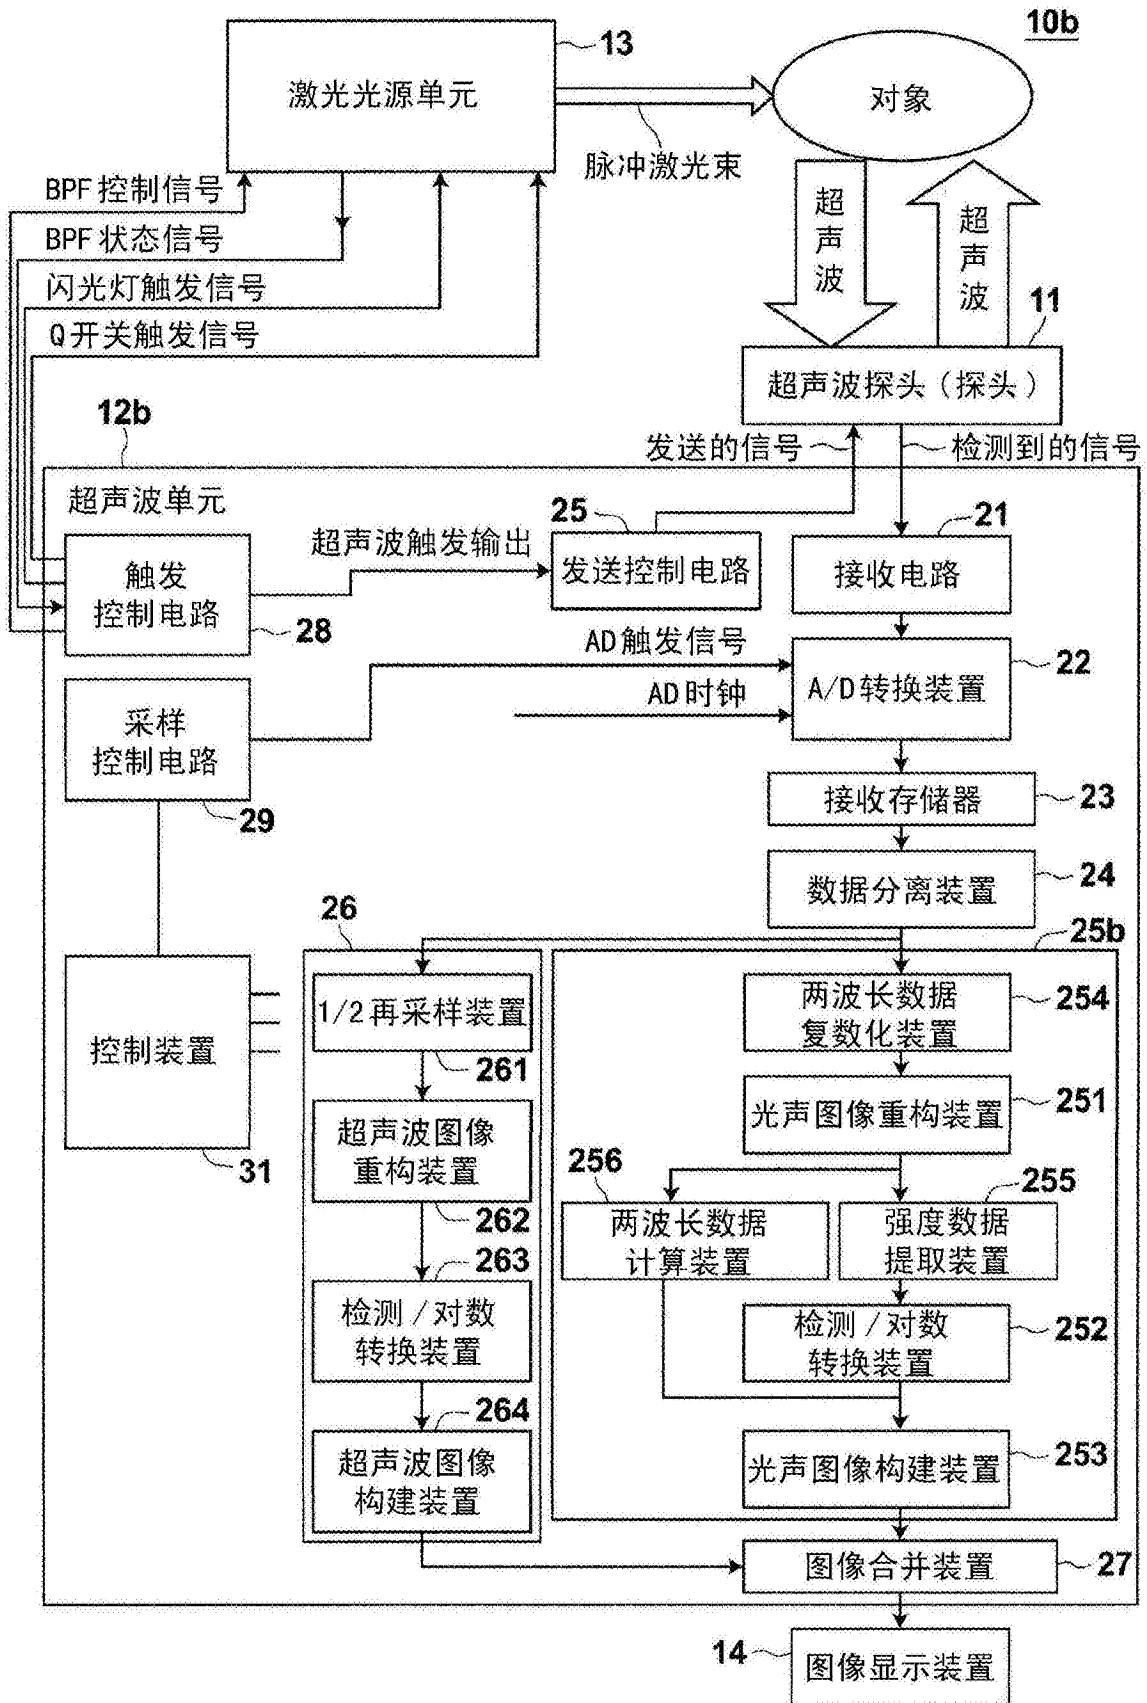 10b
13
激光光源单元
对象
脉冲激光束
BPF控制信号
BPF状态信号
闪光灯触发信号
Q开关触发信号
超声波
超声波
11
超声波探头(探头)
12b
发送的信号
检测到的信号
超声波单元
25
21
超声波触发输出
触发
控制电路
发送控制电路
接收电路
28
AD触发信号
22
A/D转换装置
AD时钟
采样
控制电路
29
接收存储器
23
数据分离装置
24
26
25b
1/2再采样装置
261
两波长数据
复数化装置
254
控制装置
31
超声波图像
重构装置
262
光声图像重构装置
251
256
255
两波长数据
计算装置
强度数据
提取装置
263
检测/对数
转换装置
检测/对数
转换装置
252
264
超声波图像
构建装置
光声图像构建装置
253
图像合并装置
27
14
图像显示装置